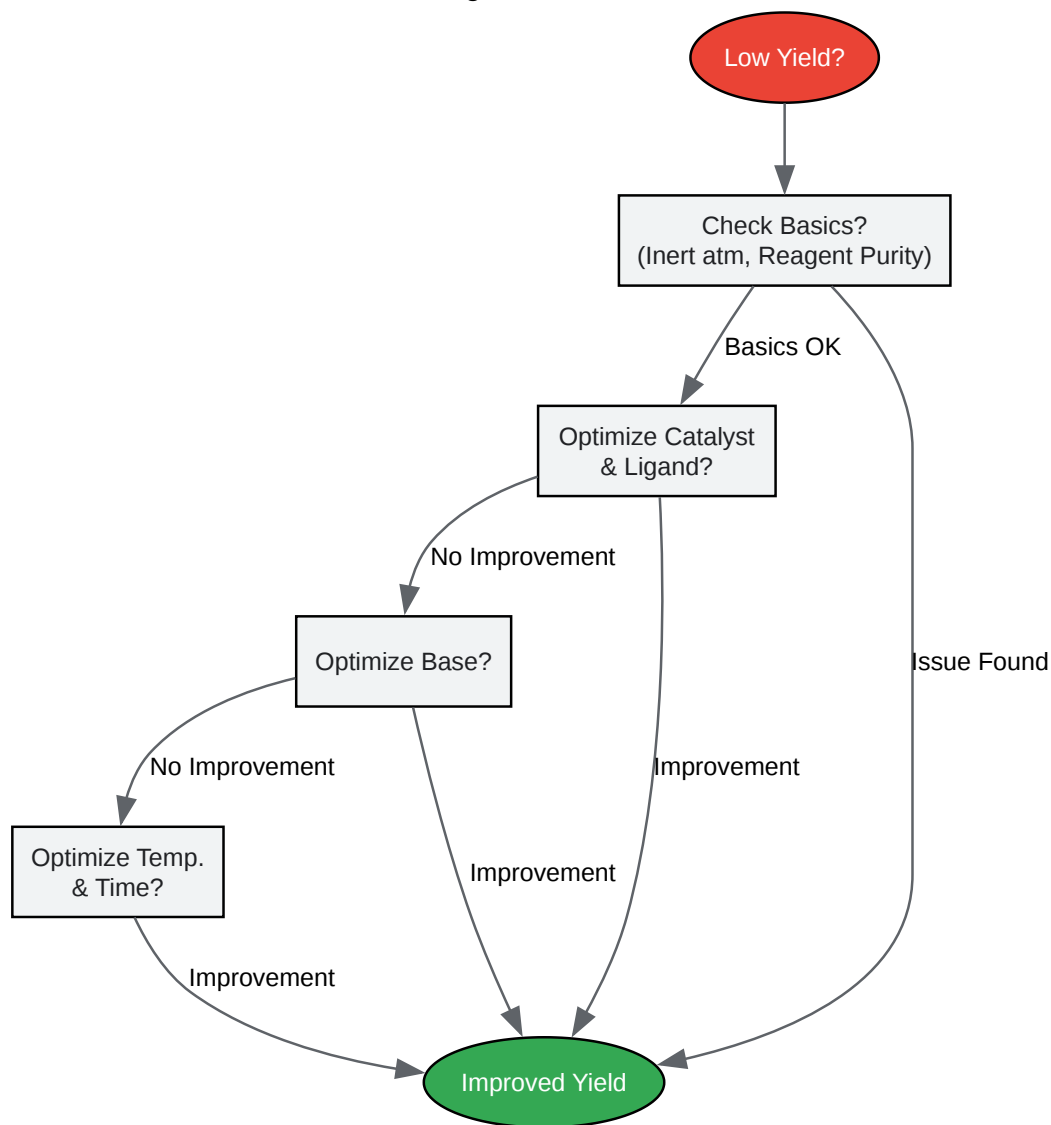 Low Yield?
Check Basics?
(Inert atm, Reagent Purity)
Basics OK
Optimize Catalyst
& Ligand?
No Improvement
Optimize Base?
Issue Found
No Improvement
Improvement
Optimize Temp.
& Time?
Improvement
Improvement
Improved Yield